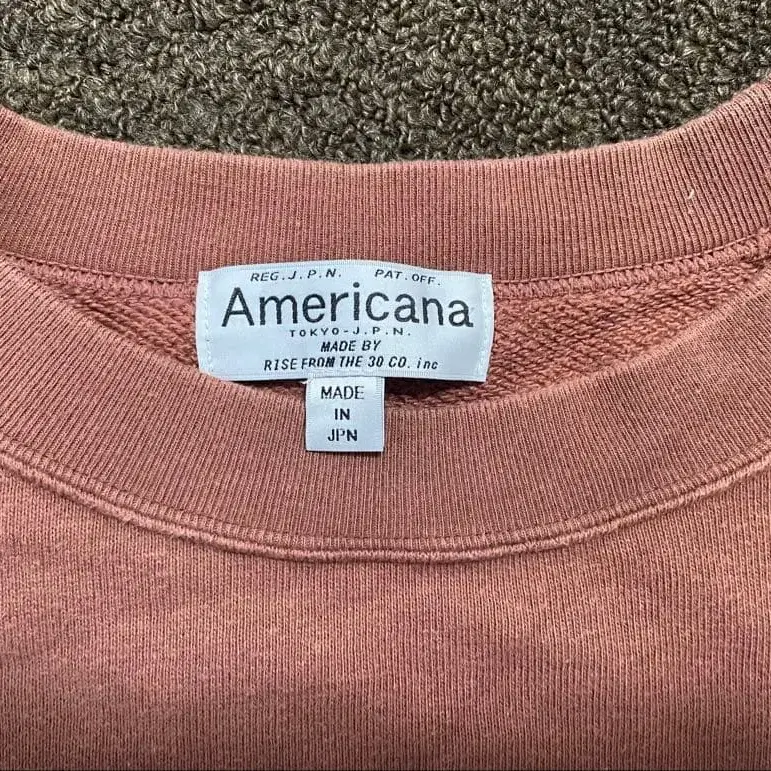 REG.J.P.N. PAT.OFF.
Americana
TOKYO-J.P.N.
MADE BY
RISE FROM THE 30 CO. inc
MADE
IN
JPN